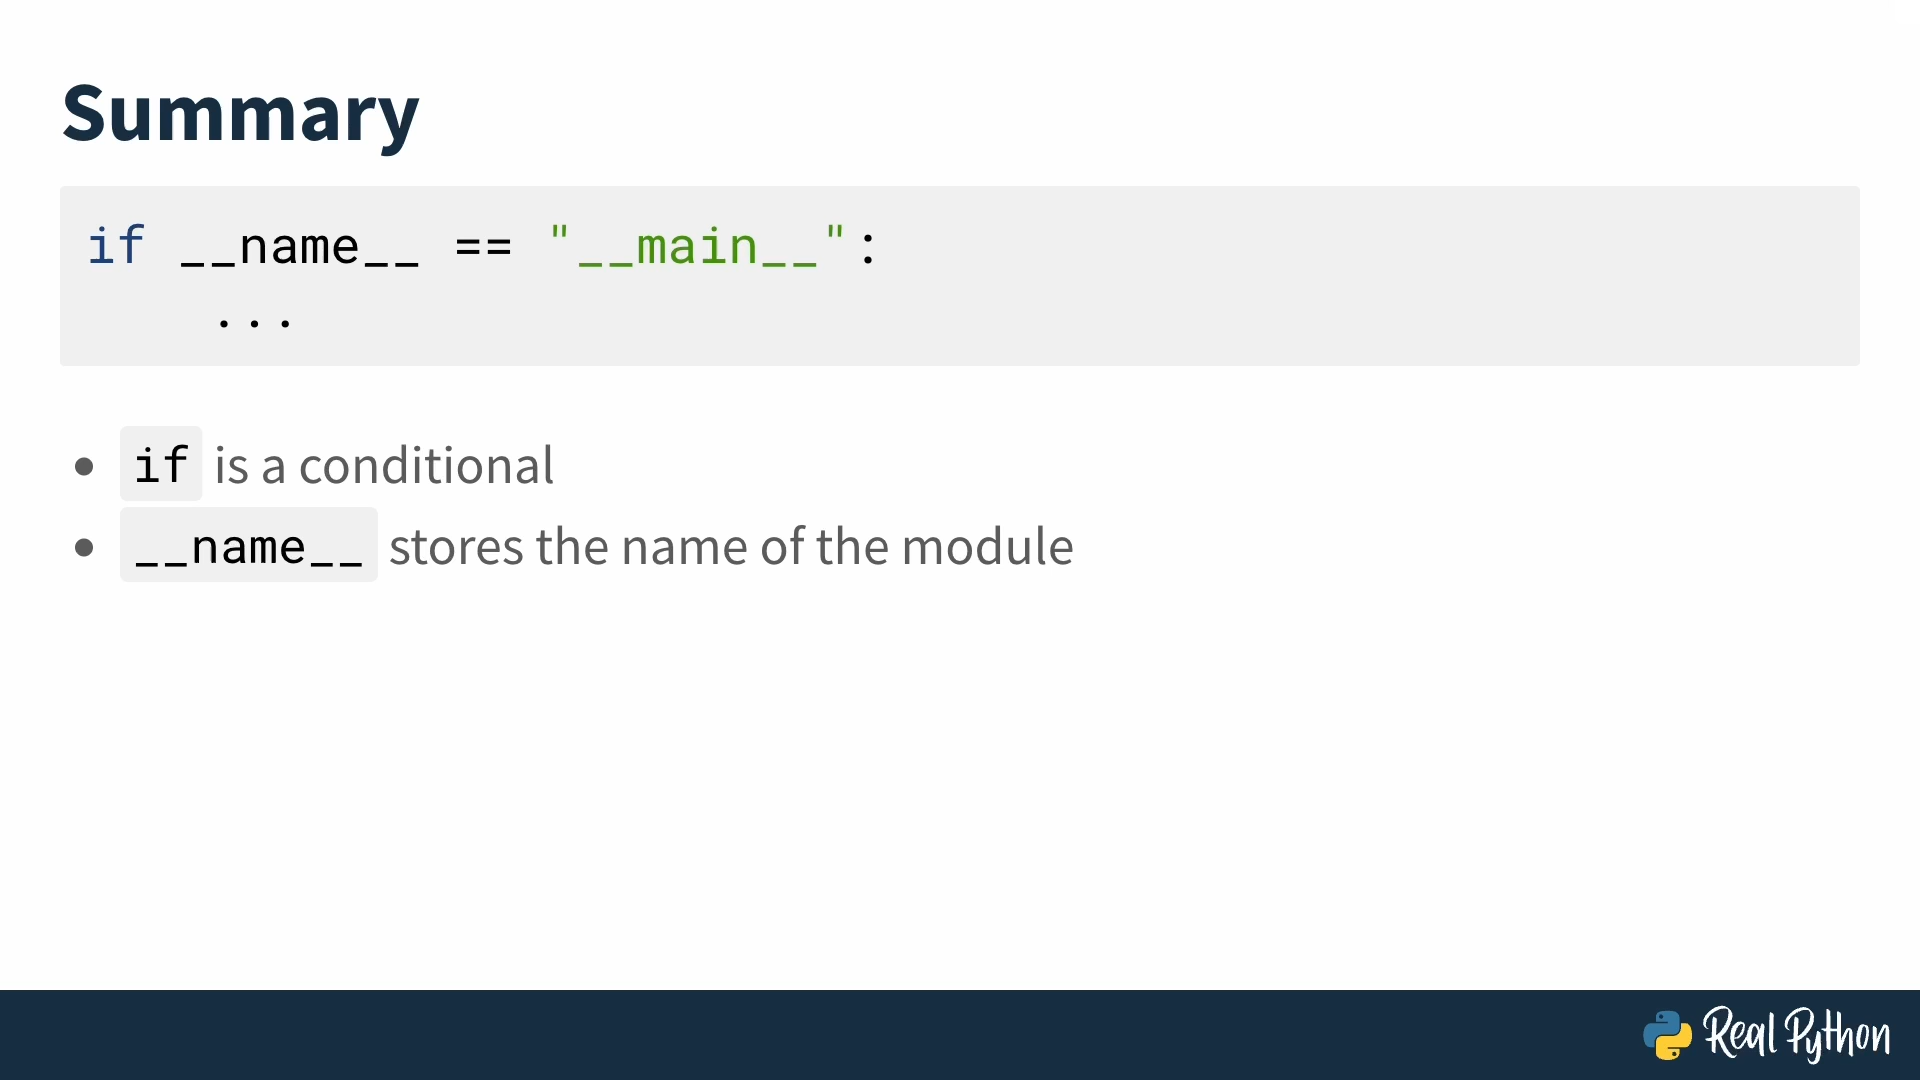 Summary
if __name__ == "__main__":
...
• if is a conditional
• __name__ stores the name of the module
Real Python